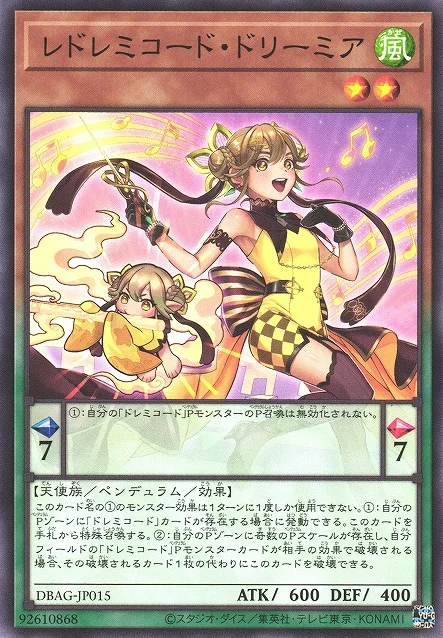 レドレミコード・ドリーミア
風
①:自分の「ドレミコード」PモンスターのP召喚は無効化されない。
7 7
【天使族/ペンデュラム/効果】
このカード名の①のモンスター効果は1ターンに1度しか使用できない。①:自分の
Pゾーンに「ドレミコード」カードが存在する場合に発動できる。このカードを
手札から特殊召喚する。②:自分のPゾーンに奇数のPスケールが存在し、自分
フィールドの「ドレミコード」Pモンスターカードが相手の効果で破壊される
場合、その破壊されるカード1枚の代わりにこのカードを破壊できる。
DBAG-JP015 ATK/ 600 DEF/ 400
92610868 ©スタジオ・ダイス/集英社・テレビ東京・KONAMI